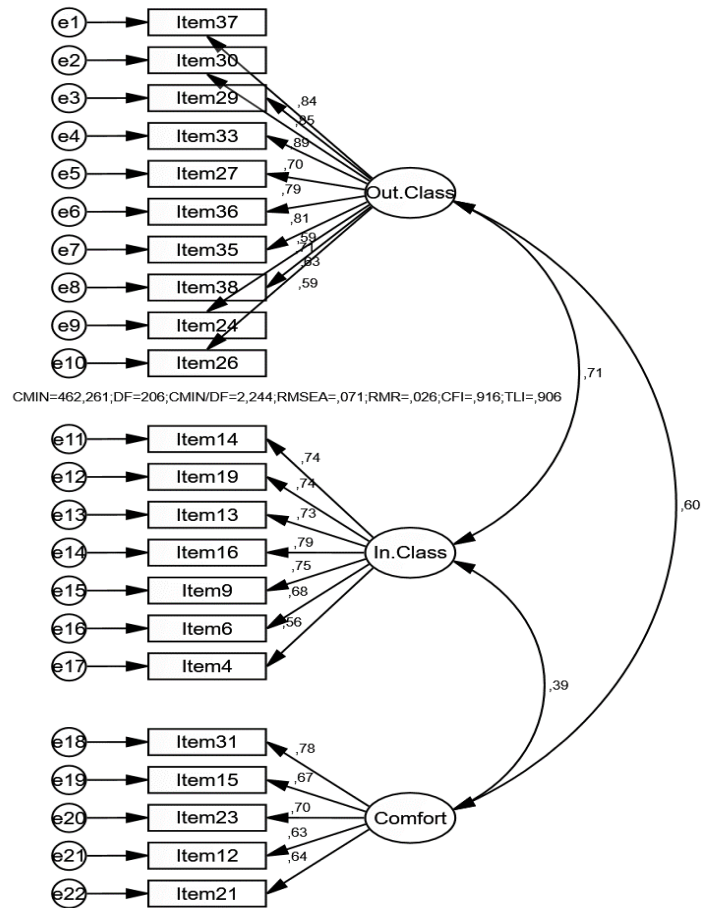 e1 Item37
e2 Item30
e3 Item29
,84
,85
e4 Item33
,89
e5 Item27
,70
,79
Out.Class
e6 Item36
,81
e7 Item35
,59
,71
,63
e8 Item38
,59
e9 Item24
e10 Item26
,71
CMIN=462,261;DF=206;CMIN/DF=2,244;RMSEA=,071;RMR=,026;CFI=,916;TLI=,906
e11 Item14
,74
e12 Item19
,74
e13 Item13
,73
,60
e14 Item16
,79
In.Class
,75
e15 Item9
,68
e16 Item6
,56
e17 Item4
,39
e18 Item31
,78
e19 Item15
,67
e20 Item23
,70
Comfort
,63
e21 Item12
,64
e22 Item21